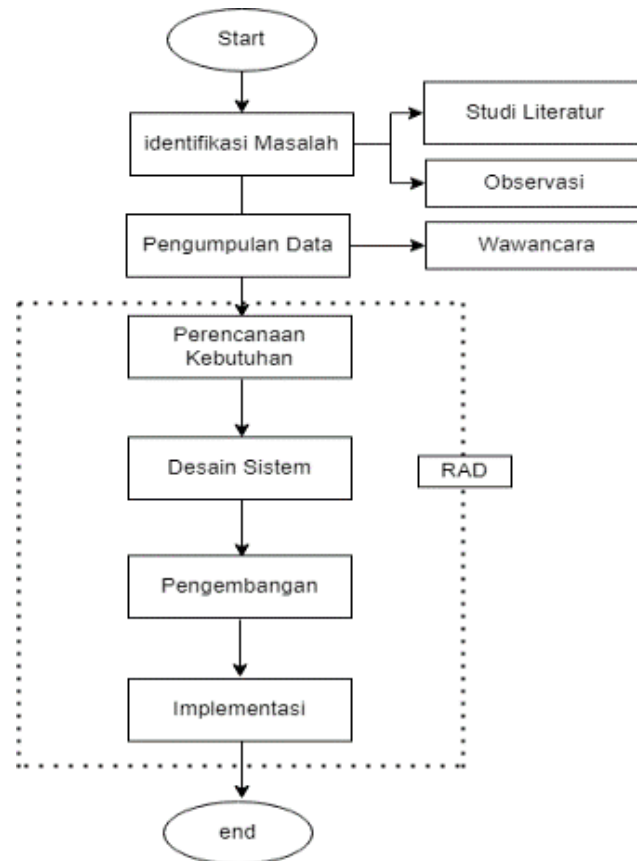 Start
identifikasi Masalah
Studi Literatur
Observasi
Pengumpulan Data
Wawancara
Perencanaan
Kebutuhan
Desain Sistem
RAD
Pengembangan
Implementasi
end